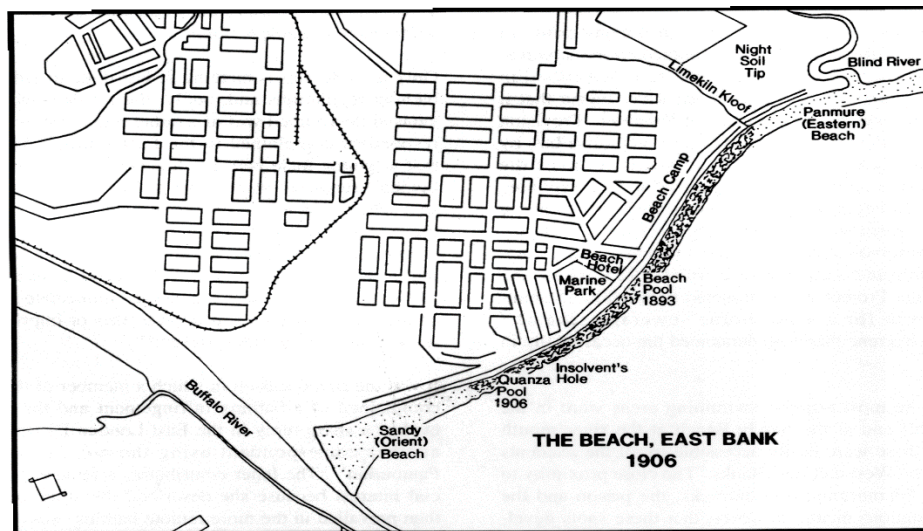 Night
Soil
Tip
Blind River
Limekiln Kloof
Panmure
(Eastern)
Beach
Beach Camp
Beach
Hotel
Marine
Park
Beach
Pool
1893
Insolvent's
Hole
Quanza
Pool
1906
Buffalo River
Sandy
(Orient)
Beach
THE BEACH, EAST BANK
1906